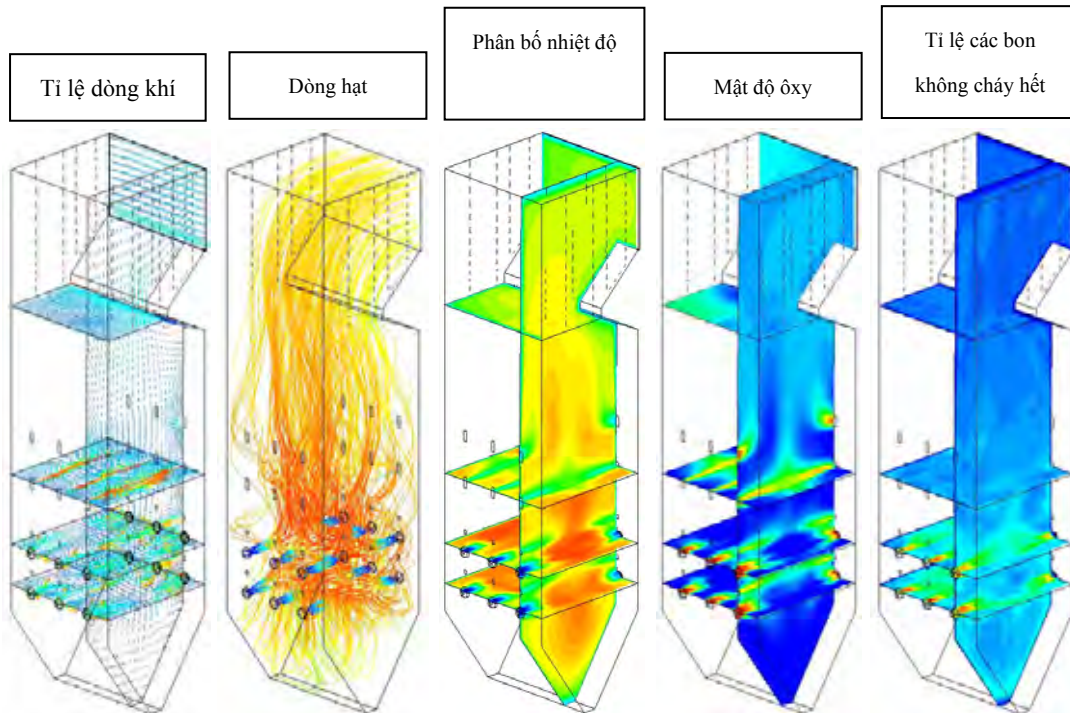 Tỉ lệ dòng khí
Dòng hạt
Phân bố nhiệt độ
Mật độ ôxy
Tỉ lệ các bon
không cháy hết